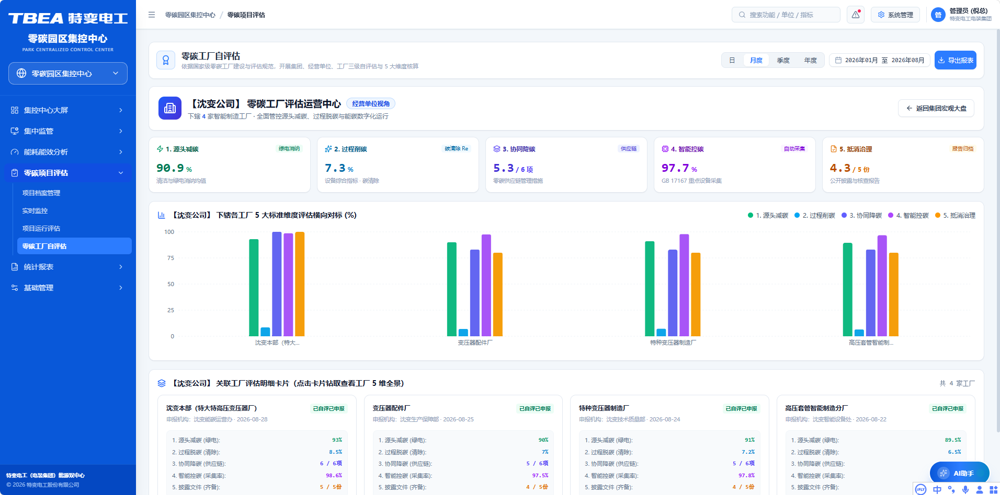 TBEA 特变电工
零碳园区集控中心
PARK CENTRALIZED CONTROL CENTER
零碳园区集控中心
集控中心大屏
集中监管
能耗能效分析
零碳项目评估
项目档案管理
实时监控
项目运行评估
零碳工厂自评估
统计报表
基础管理
特变电工（电装集团）能源双中心
© 2026 特变电工股份有限公司
零碳园区集控中心 / 零碳项目评估
搜索功能 / 单位 / 指标
系统管理
管
管理员 (倪总)
特变电工电装集团
零碳工厂自评估
依据国家级零碳工厂建设与评估规范，开展集团、经营单位、工厂三级自评估与 5 大维度核算
日 月度 季度 年度
2026年01月 至 2026年08月
导出报表
【沈变公司】 零碳工厂评估运营中心 经营单位视角
下辖 4 家智能制造工厂 · 全面管控源头减碳、过程脱碳与能碳数字化运行
返回集团宏观大盘
1. 源头减碳 绿电消纳
90.9 %
清洁与绿电消纳均值
2. 过程削碳 碳清除 Re
7.3 %
设备综合指标 · 碳清除
3. 协同降碳 供应链
5.3 / 6 项
零碳供应链管理措施
4. 智能控碳 自动采集
97.7 %
GB 17167 重点设备采集
5. 抵消治理 报告归档
4.3 / 5 份
公开披露与核查报告
【沈变公司】 下辖各工厂 5 大标准维度评估横向对标 (%)
1. 源头减碳 2. 过程削碳 3. 协同降碳 4. 智能控碳 5. 抵消治理
100
75
50
25
0
沈变本部（特大... 变压器配件厂 特种变压器制造厂 高压套管智能制...
【沈变公司】 关联工厂评估明细卡片（点击卡片钻取查看工厂 5 维全景）
共 4 家工厂
沈变本部（特大特高压变压器厂） 已自评已申报
申报机构：沈变能碳运营办 · 2026-08-28
1. 源头减碳 (绿电): 93%
2. 过程脱碳 (清除): 8.5%
3. 协同降碳 (供应链): 6 / 6项
4. 智能控碳 (采集率): 98.6%
5. 披露文件 (齐备): 5 / 5份
变压器配件厂 已自评已申报
申报机构：沈变生产保障部 · 2026-08-25
1. 源头减碳 (绿电): 90%
2. 过程脱碳 (清除): 7%
3. 协同降碳 (供应链): 5 / 6项
4. 智能控碳 (采集率): 97.5%
5. 披露文件 (齐备): 4 / 5份
特种变压器制造厂 已自评已申报
申报机构：沈变技术质量部 · 2026-08-24
1. 源头减碳 (绿电): 91%
2. 过程脱碳 (清除): 7.2%
3. 协同降碳 (供应链): 5 / 6项
4. 智能控碳 (采集率): 97.8%
5. 披露文件 (齐备): 4 / 5份
高压套管智能制造分厂 已自评已申报
申报机构：沈变智能设备处 · 2026-08-22
1. 源头减碳 (绿电): 89.5%
2. 过程脱碳 (清除): 6.5%
3. 协同降碳 (供应链):
4. 智能控碳 (采集率):
5. 披露文件 (齐备):
AI助手
iFLY 中